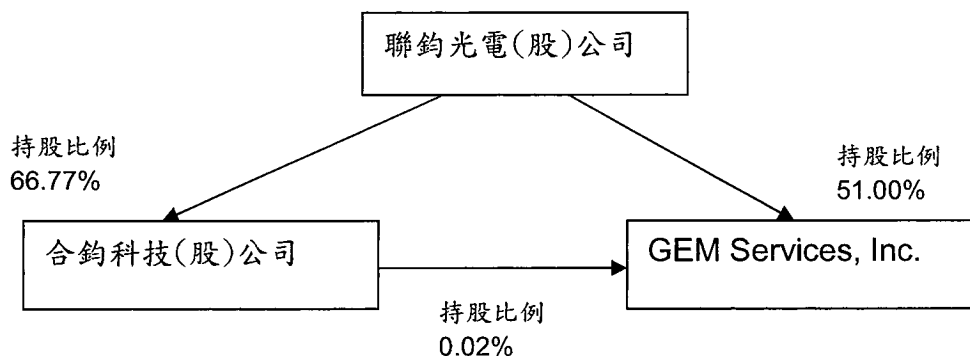 聯鈞光電(股)公司
持股比例
66.77%
持股比例
51.00%
合鈞科技(股)公司
GEM Services, Inc.
持股比例
0.02%